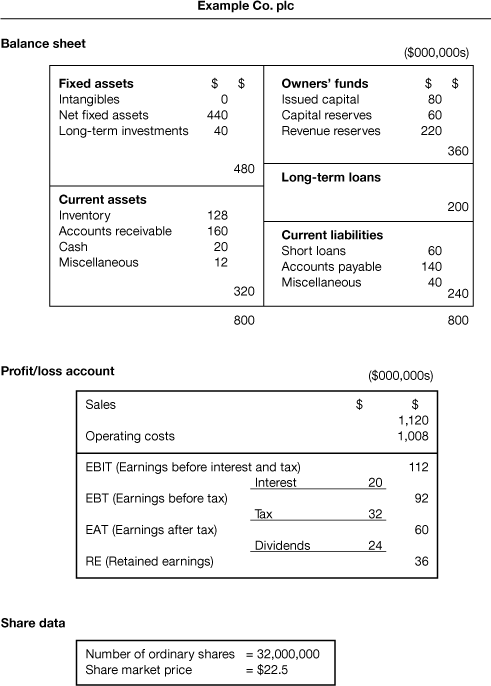 Example Co. plc
Balance sheet
($000,000s)
Fixed assets $ $
Intangibles 0
Net fixed assets 440
Long-term investments 40
480
Current assets
Inventory 128
Accounts receivable 160
Cash 20
Miscellaneous 12
320
800
Owners' funds $ $
Issued capital 80
Capital reserves 60
Revenue reserves 220
360
Long-term loans
200
Current liabilities
Short loans 60
Accounts payable 140
Miscellaneous 40
240
800
Profit/loss account
($000,000s)
Sales $ $
1,120
Operating costs 1,008
EBIT (Earnings before interest and tax) 112
Interest 20
EBT (Earnings before tax) 92
Tax 32
EAT (Earnings after tax) 60
Dividends 24
RE (Retained earnings) 36
Share data
Number of ordinary shares = 32,000,000
Share market price = $22.5